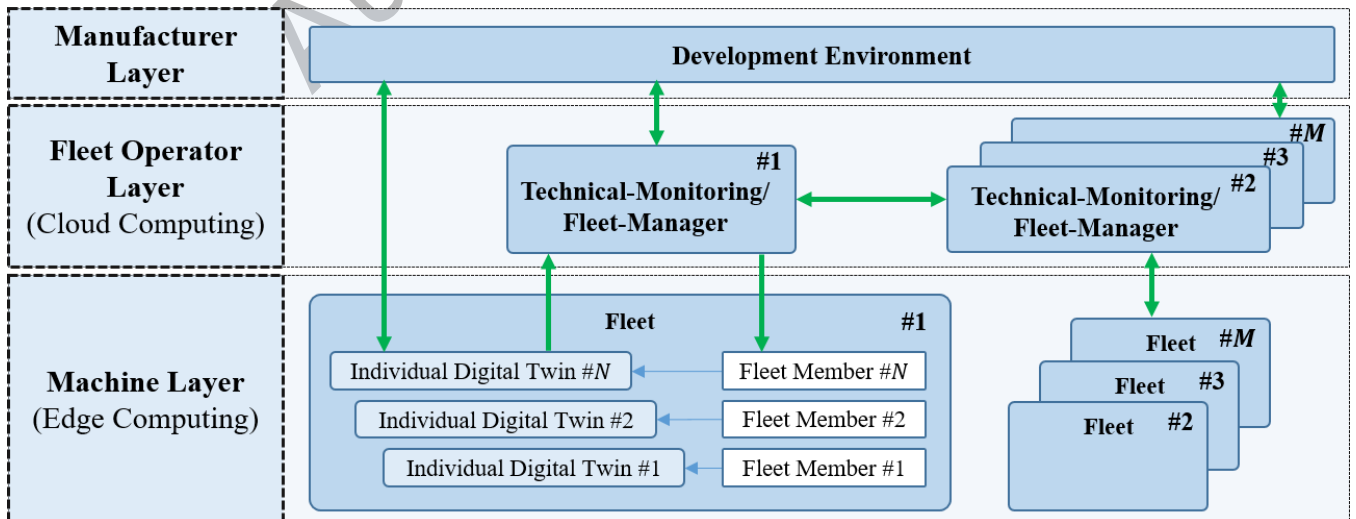 Manufacturer
Layer
Development Environment
Fleet Operator
Layer
(Cloud Computing)
#1
Technical-Monitoring/
Fleet-Manager
#M
#3
#2
Technical-Monitoring/
Fleet-Manager
Machine Layer
(Edge Computing)
Fleet
#1
Individual Digital Twin #N
Fleet Member #N
Individual Digital Twin #2
Fleet Member #2
Individual Digital Twin #1
Fleet Member #1
Fleet
#M
Fleet
#3
Fleet
#2